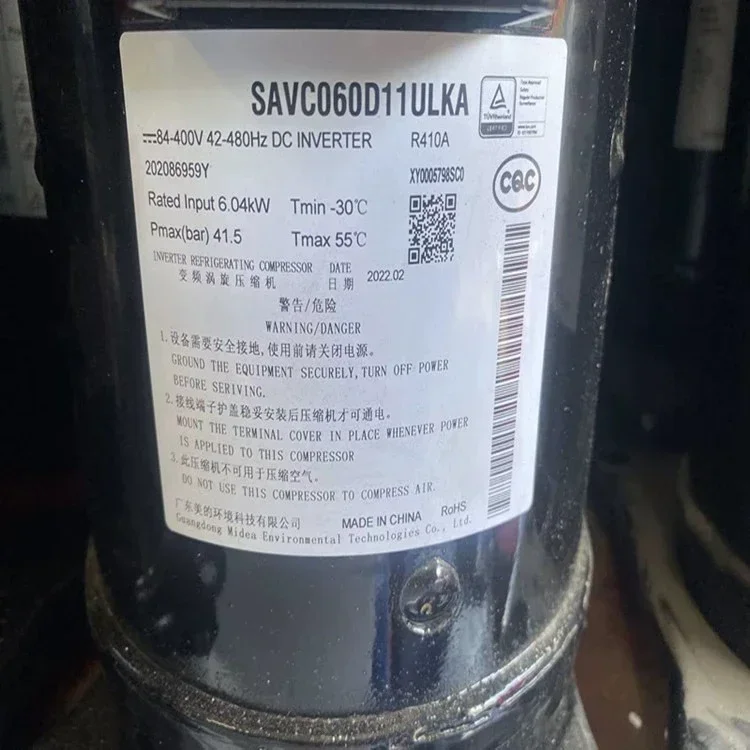 SAVC060D11ULKA
TÜVRheinland
84-400V 42-480Hz DC INVERTER R410A
202086959Y XY0005798SC0
CQC
Rated Input 6.04kW Tmin -30℃
Pmax(bar) 41.5 Tmax 55℃
INVERTER REFRIGERATING COMPRESSOR DATE
变频涡旋压缩机 日期 2022.02
警告/危险
WARNING/DANGER
1.设备需要安全接地,使用前请关闭电源。
GROUND THE EQUIPMENT SECURELY,TURN OFF POWER
BEFORE SERIVING.
2.接线端子护盖稳妥安装后压缩机才可通电。
MOUNT THE TERMINAL COVER IN PLACE WHENEVER POWER
IS APPLIED TO THIS COMPRESSOR
3.此压缩机不可用于压缩空气。
DO NOT USE THIS COMPRESSOR TO COMPRESS AIR.
广东美的环境科技有限公司 MADE IN CHINA RoHS
Guangdong Midea Environmental Technologies Co., Ltd.